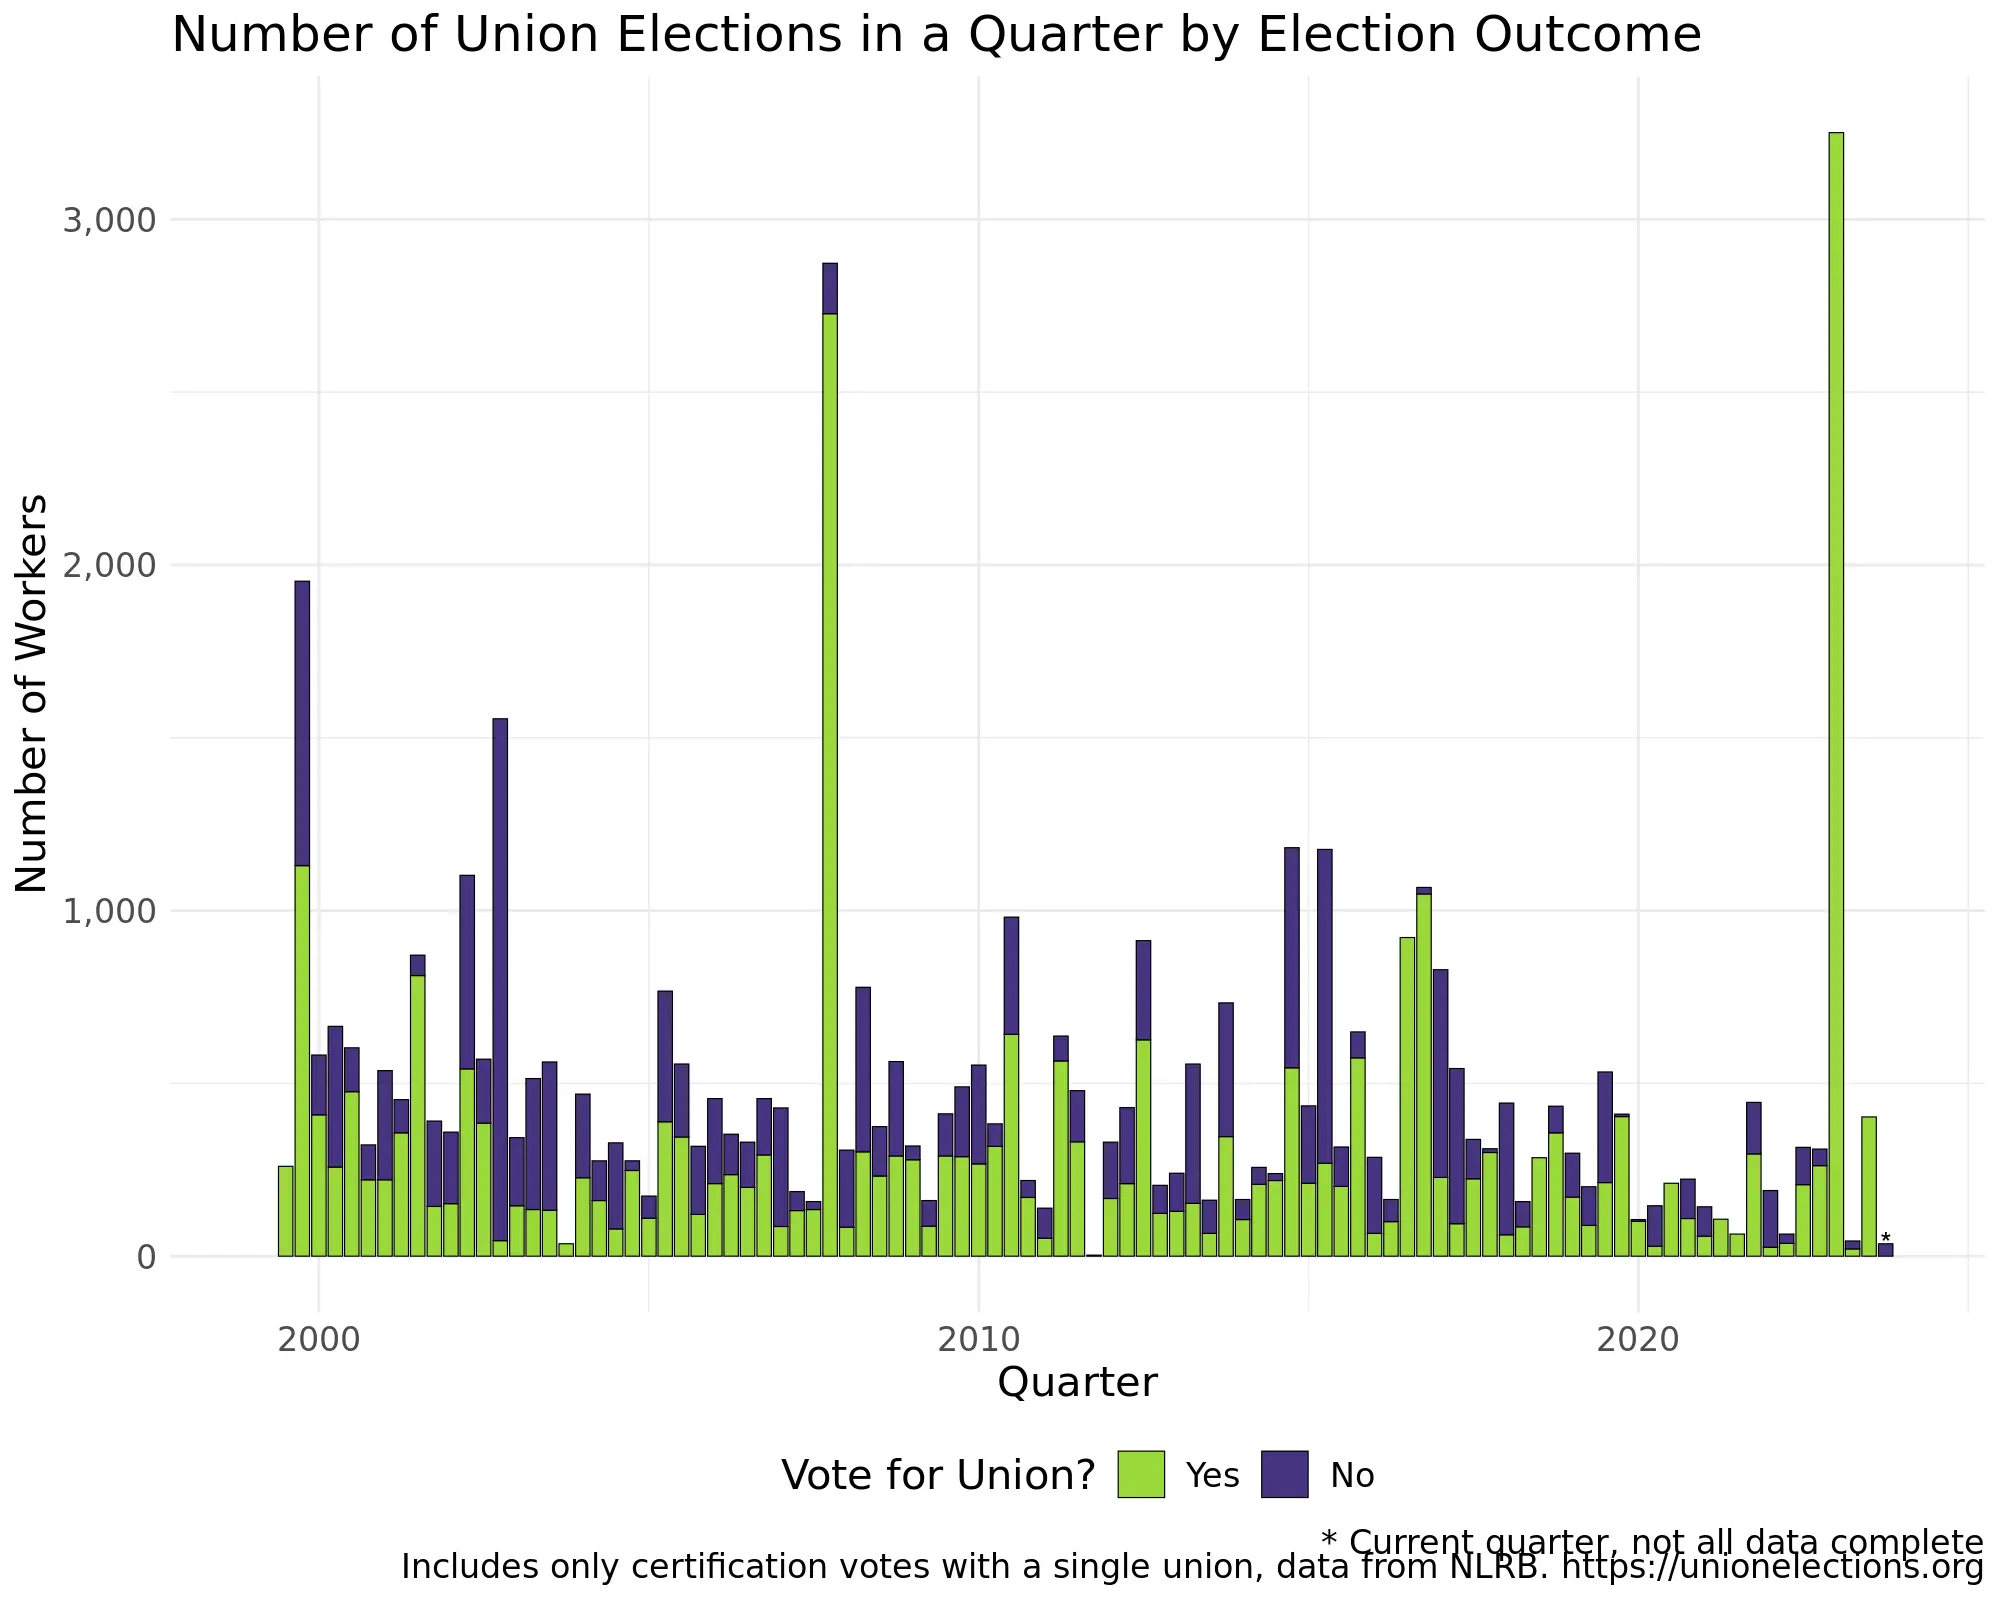 Number of Union Elections in a Quarter by Election Outcome
Number of Workers
3,000
2,000
1,000
0
*
2000 2010 2020
Quarter
Vote for Union? Yes No
* Current quarter, not all data complete
Includes only certification votes with a single union, data from NLRB. https://unionelections.org